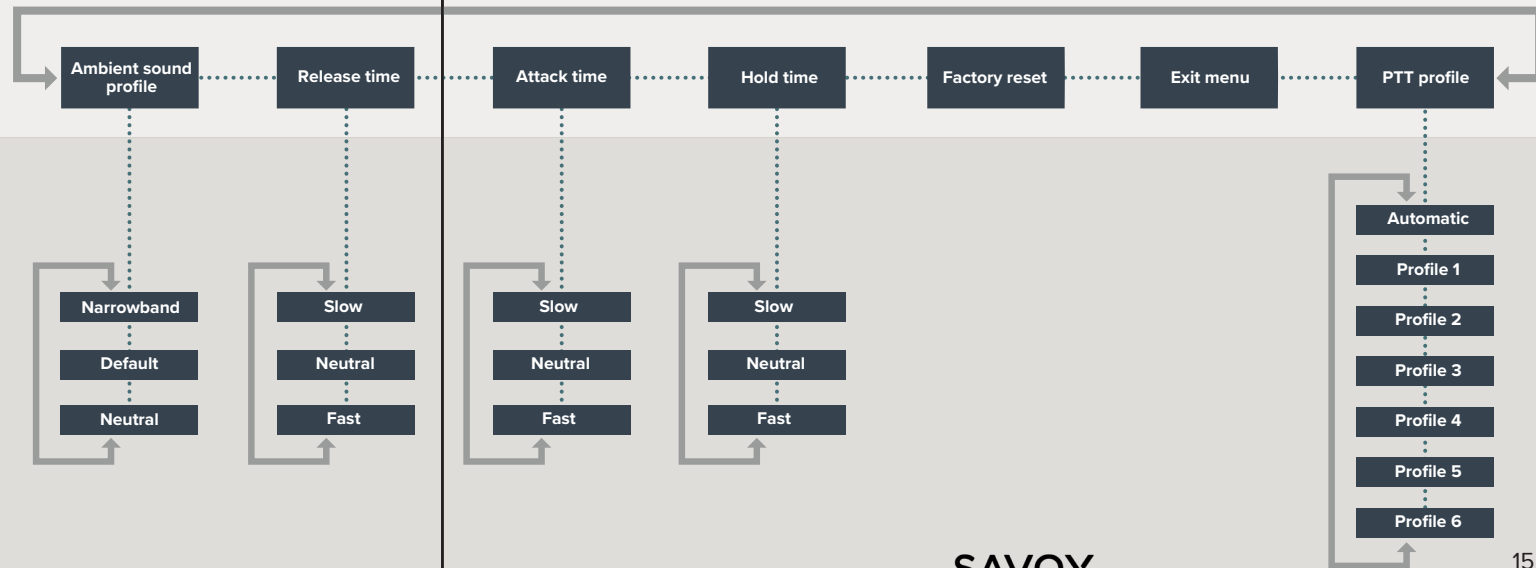 Ambient sound
profile
Release time
Attack time
Hold time
Factory reset
Exit menu
PTT profile
Narrowband
Default
Neutral
Slow
Neutral
Fast
Slow
Neutral
Fast
Slow
Neutral
Fast
Automatic
Profile 1
Profile 2
Profile 3
Profile 4
Profile 5
Profile 6
SAVOX
15